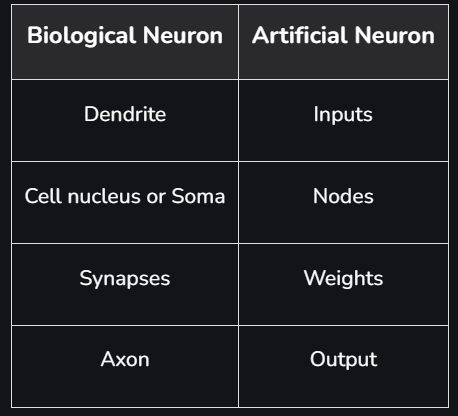 Biological Neuron Artificial Neuron
Dendrite Inputs
Cell nucleus or Soma Nodes
Synapses Weights
Axon Output